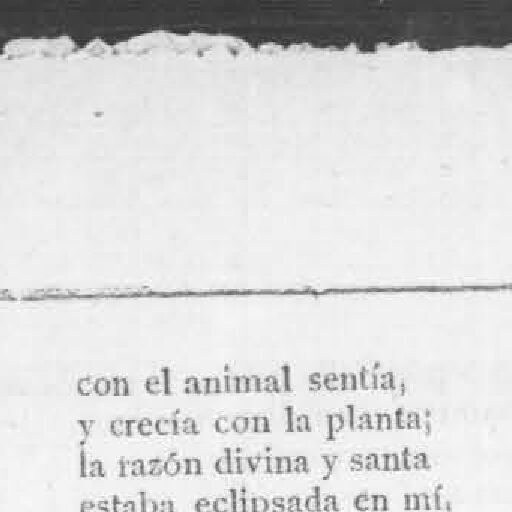 con el animal sentía,
y crecía con la planta;
la razón divina y santa
estaba eclipsada en mí,